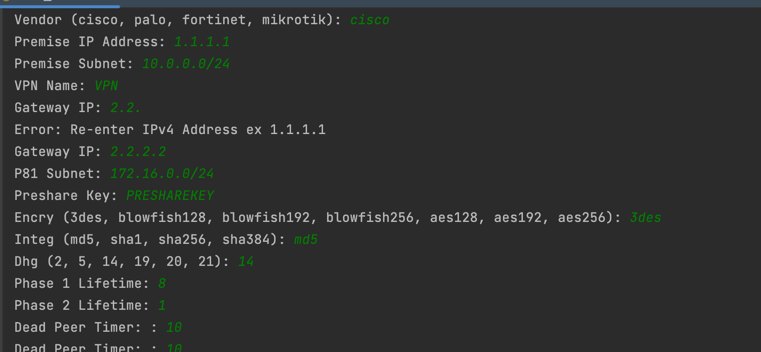 Vendor (cisco, palo, fortinet, mikrotik): cisco
Premise IP Address: 1.1.1.1
Premise Subnet: 10.0.0.0/24
VPN Name: VPN
Gateway IP: 2.2.
Error: Re-enter IPv4 Address ex 1.1.1.1
Gateway IP: 2.2.2.2
P81 Subnet: 172.16.0.0/24
Preshare Key: PRESHAREKEY
Encry (3des, blowfish128, blowfish192, blowfish256, aes128, aes192, aes256): 3des
Integ (md5, sha1, sha256, sha384): md5
Dhg (2, 5, 14, 19, 20, 21): 14
Phase 1 Lifetime: 8
Phase 2 Lifetime: 1
Dead Peer Timer: : 10
Dead Peer Timer: : 10